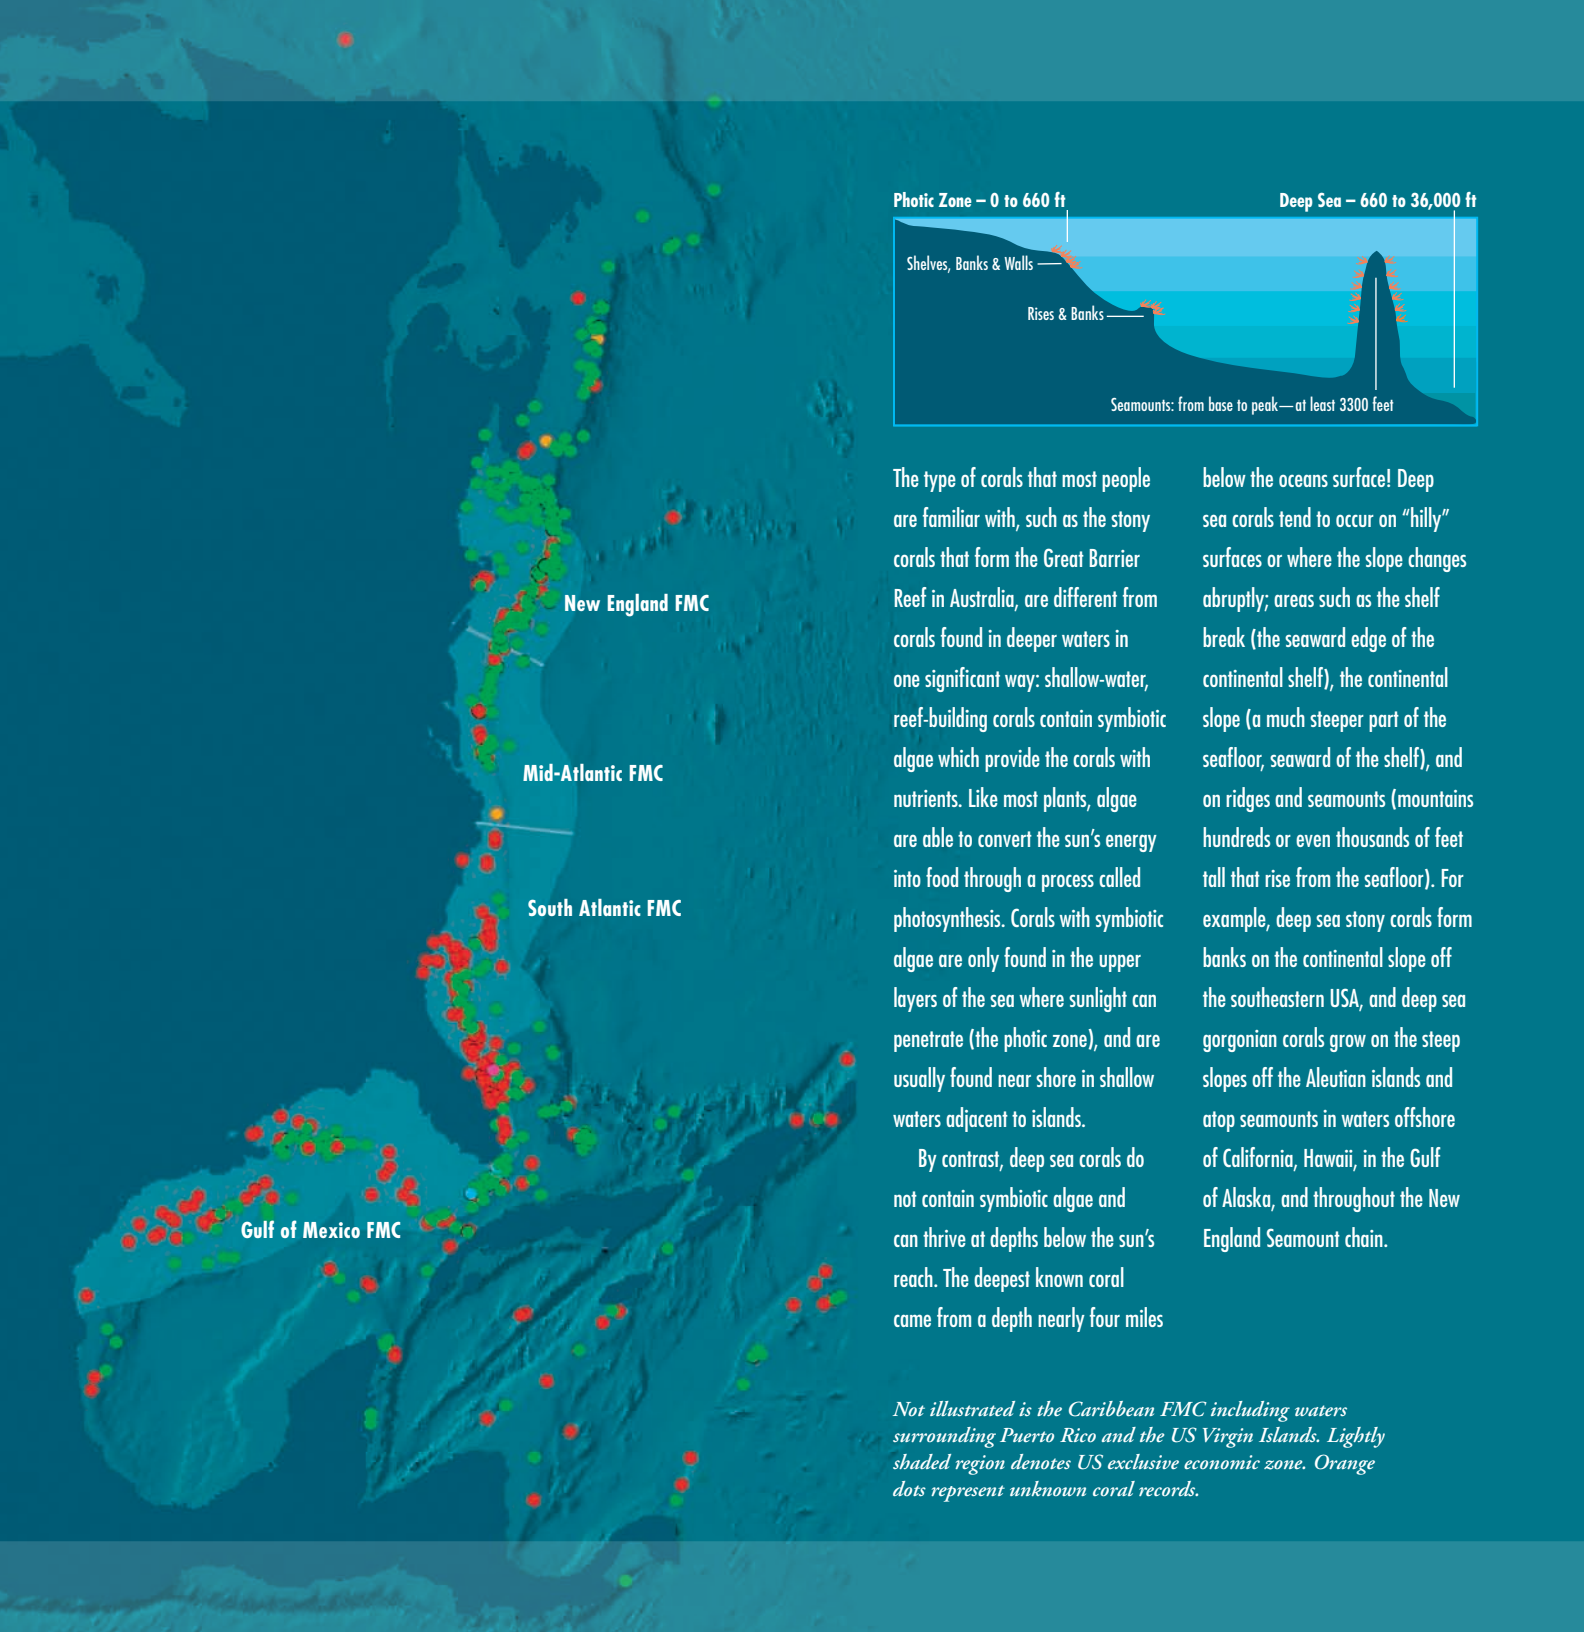 Photic Zone – 0 to 660 ft
Deep Sea – 660 to 36,000 ft
Shelves, Banks & Walls
Rises & Banks
Seamounts: from base to peak—at least 3300 feet
New England FMC
Mid-Atlantic FMC
South Atlantic FMC
Gulf of Mexico FMC
The type of corals that most people
are familiar with, such as the stony
corals that form the Great Barrier
Reef in Australia, are different from
corals found in deeper waters in
one significant way: shallow-water,
reef-building corals contain symbiotic
algae which provide the corals with
nutrients. Like most plants, algae
are able to convert the sun’s energy
into food through a process called
photosynthesis. Corals with symbiotic
algae are only found in the upper
layers of the sea where sunlight can
penetrate (the photic zone), and are
usually found near shore in shallow
waters adjacent to islands.
By contrast, deep sea corals do
not contain symbiotic algae and
can thrive at depths below the sun’s
reach. The deepest known coral
came from a depth nearly four miles
below the oceans surface! Deep
sea corals tend to occur on “hilly”
surfaces or where the slope changes
abruptly; areas such as the shelf
break (the seaward edge of the
continental shelf), the continental
slope (a much steeper part of the
seafloor, seaward of the shelf), and
on ridges and seamounts (mountains
hundreds or even thousands of feet
tall that rise from the seafloor). For
example, deep sea stony corals form
banks on the continental slope off
the southeastern USA, and deep sea
gorgonian corals grow on the steep
slopes off the Aleutian islands and
atop seamounts in waters offshore
of California, Hawaii, in the Gulf
of Alaska, and throughout the New
England Seamount chain.
Not illustrated is the Caribbean FMC including waters
surrounding Puerto Rico and the US Virgin Islands. Lightly
shaded region denotes US exclusive economic zone. Orange
dots represent unknown coral records.